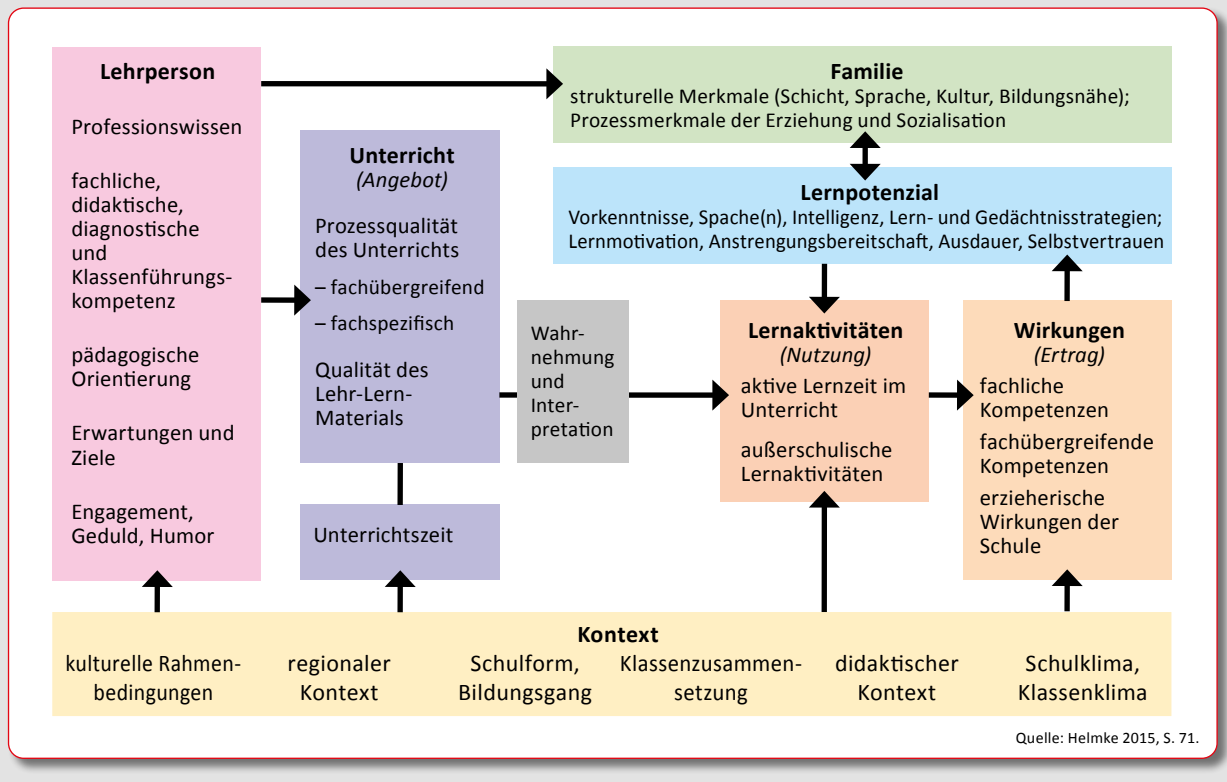 Lehrperson
Professionswissen
fachliche,
didaktische,
diagnostische
und
Klassenführungs-
kompetenz
pädagogische
Orientierung
Erwartungen und
Ziele
Engagement,
Geduld, Humor
Unterricht
(Angebot)
Prozessqualität
des Unterrichts
– fachübergreifend
– fachspezifisch
Qualität des
Lehr-Lern-
Materials
Unterrichtszeit
Wahr-
nehmung
und
Inter-
pretation
Familie
strukturelle Merkmale (Schicht, Sprache, Kultur, Bildungsnähe);
Prozessmerkmale der Erziehung und Sozialisation
Lernpotenzial
Vorkenntnisse, Spache(n), Intelligenz, Lern- und Gedächtnisstrategien;
Lernmotivation, Anstrengungsbereitschaft, Ausdauer, Selbstvertrauen
Lernaktivitäten
(Nutzung)
aktive Lernzeit im
Unterricht
außerschulische
Lernaktivitäten
Wirkungen
(Ertrag)
fachliche
Kompetenzen
fachübergreifende
Kompetenzen
erzieherische
Wirkungen der
Schule
Kontext
kulturelle Rahmen-
bedingungen
regionaler
Kontext
Schulform,
Bildungsgang
Klassenzusammen-
setzung
didaktischer
Kontext
Schulklima,
Klassenklima
Quelle: Helmke 2015, S. 71.